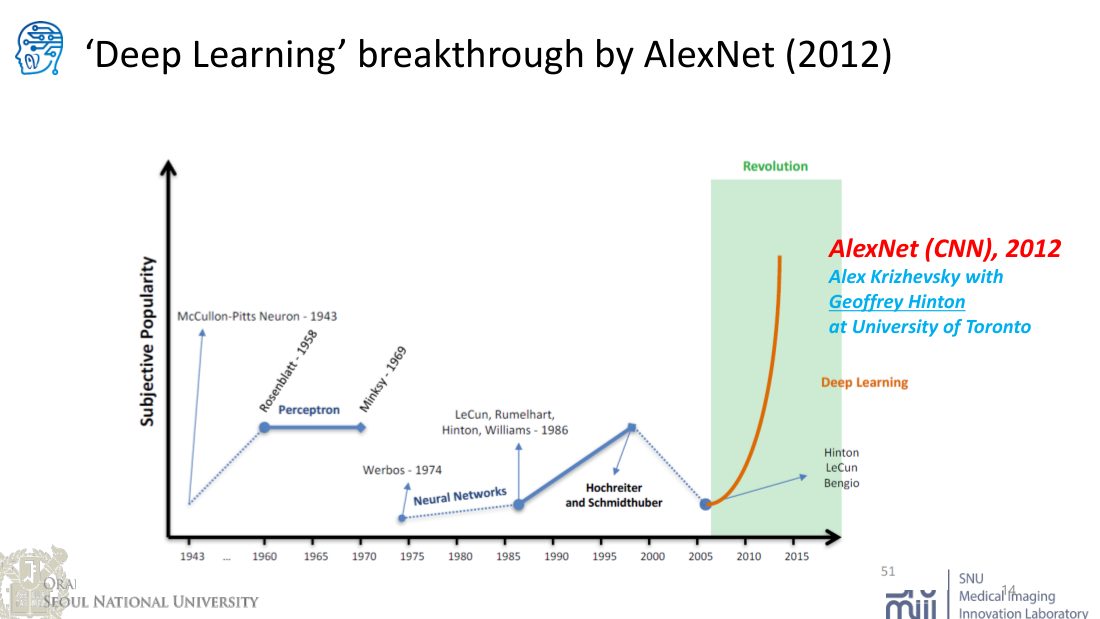 ‘Deep Learning’ breakthrough by AlexNet (2012)
Revolution
AlexNet (CNN), 2012
Alex Krizhevsky with
Geoffrey Hinton
at University of Toronto
Subjective Popularity
McCullon-Pitts Neuron - 1943
Rosenblatt - 1958
Perceptron
Minksy - 1969
Deep Learning
LeCun, Rumelhart,
Hinton, Williams - 1986
Werbos - 1974
Neural Networks
Hochreiter
and Schmidthuber
Hinton
LeCun
Bengio
1943 ... 1960 1965 1970 1975 1980 1985 1990 1995 2000 2005 2010 2015
51
14
SEOUL NATIONAL UNIVERSITY
SNU
Medical Imaging
Innovation Laboratory